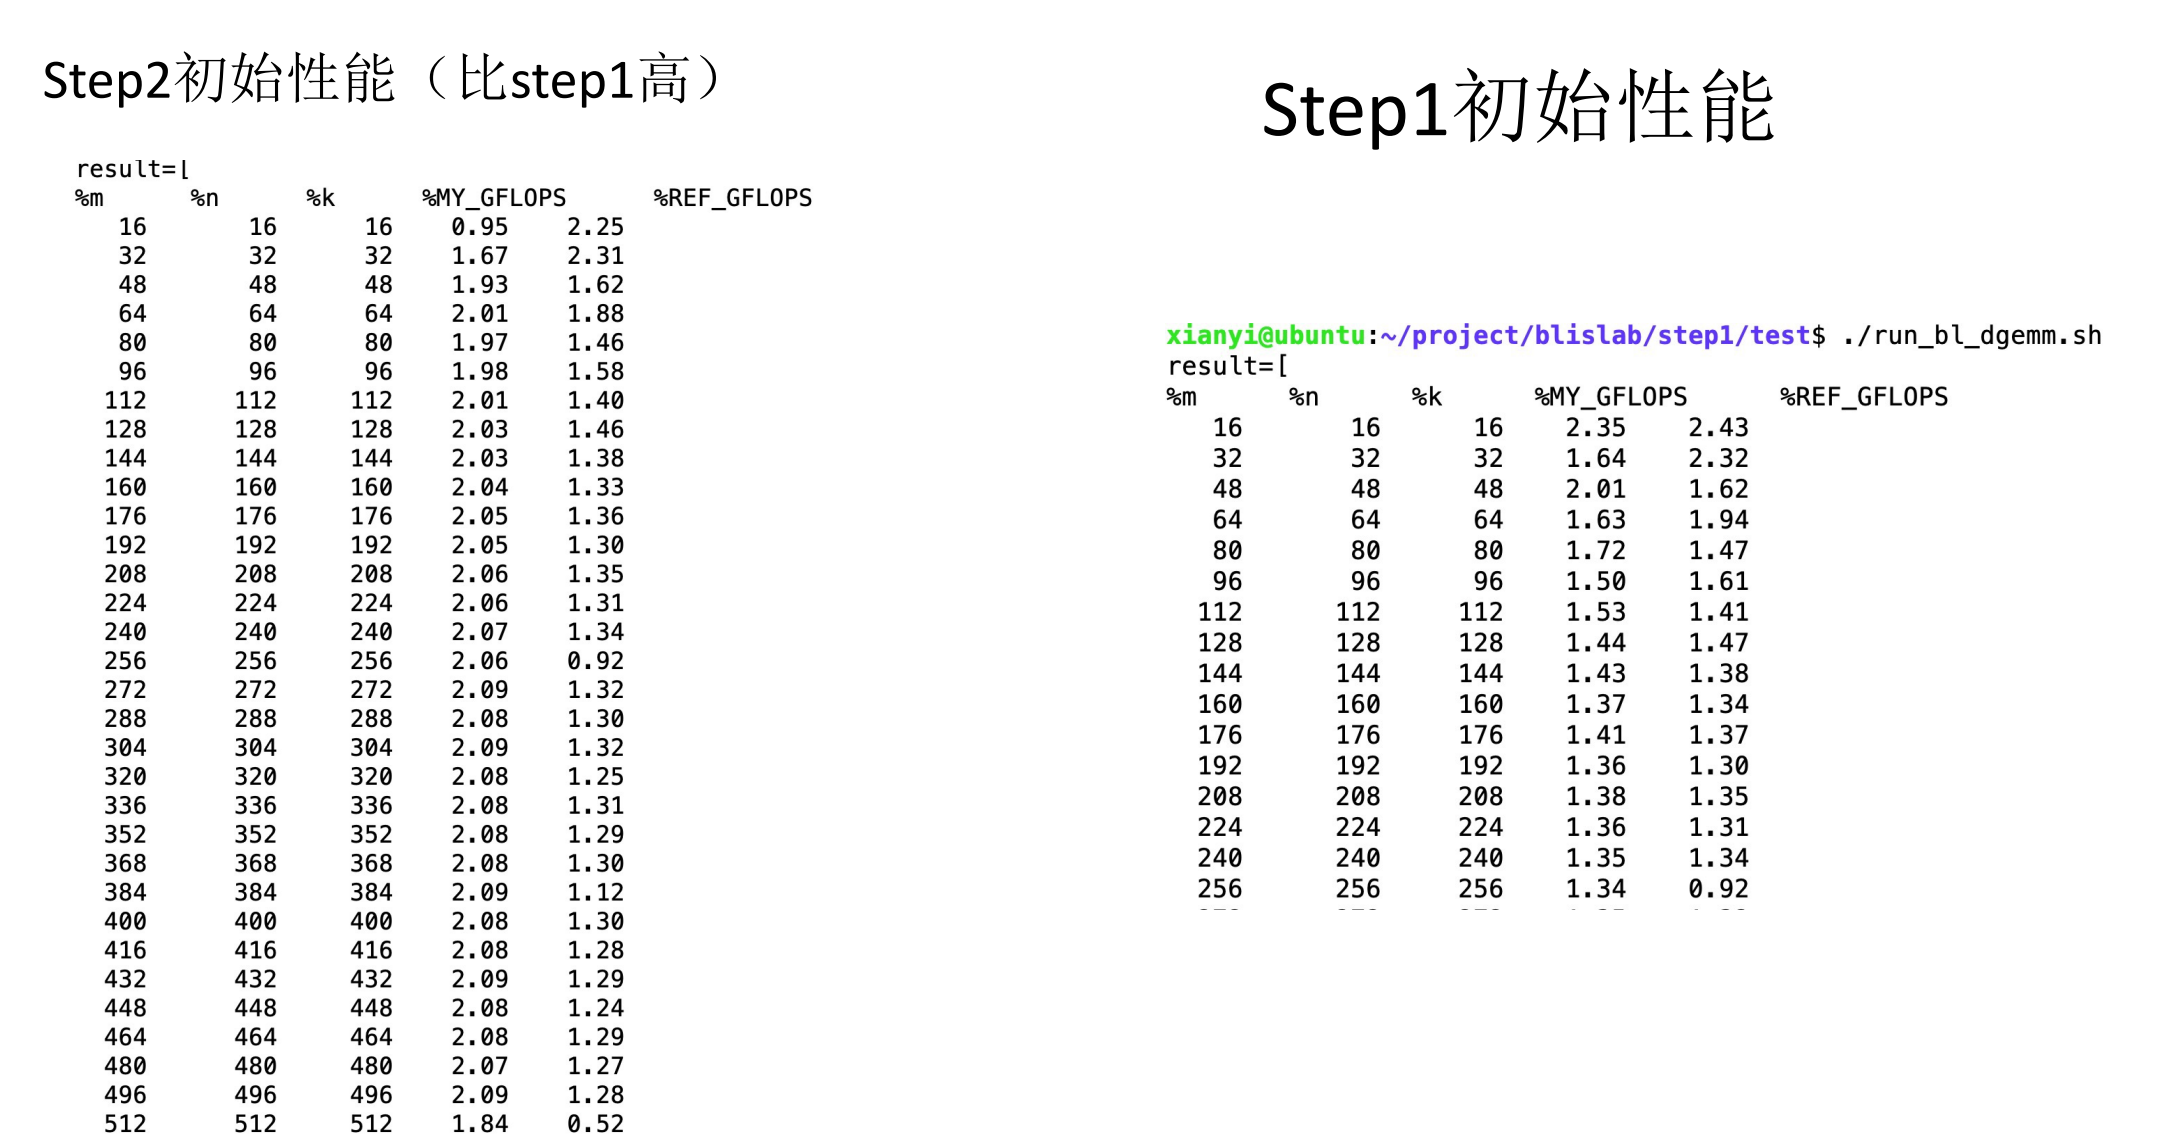 Step2初始性能（比step1高）
result=[
%m %n %k %MY_GFLOPS %REF_GFLOPS
16 16 16 0.95 2.25
32 32 32 1.67 2.31
48 48 48 1.93 1.62
64 64 64 2.01 1.88
80 80 80 1.97 1.46
96 96 96 1.98 1.58
112 112 112 2.01 1.40
128 128 128 2.03 1.46
144 144 144 2.03 1.38
160 160 160 2.04 1.33
176 176 176 2.05 1.36
192 192 192 2.05 1.30
208 208 208 2.06 1.35
224 224 224 2.06 1.31
240 240 240 2.07 1.34
256 256 256 2.06 0.92
272 272 272 2.09 1.32
288 288 288 2.08 1.30
304 304 304 2.09 1.32
320 320 320 2.08 1.25
336 336 336 2.08 1.31
352 352 352 2.08 1.29
368 368 368 2.08 1.30
384 384 384 2.09 1.12
400 400 400 2.08 1.30
416 416 416 2.08 1.28
432 432 432 2.09 1.29
448 448 448 2.08 1.24
464 464 464 2.08 1.29
480 480 480 2.07 1.27
496 496 496 2.09 1.28
512 512 512 1.84 0.52
Step1初始性能
xianyi@ubuntu:~/project/blislab/step1/test$ ./run_bl_dgemm.sh
result=[
%m %n %k %MY_GFLOPS %REF_GFLOPS
16 16 16 2.35 2.43
32 32 32 1.64 2.32
48 48 48 2.01 1.62
64 64 64 1.63 1.94
80 80 80 1.72 1.47
96 96 96 1.50 1.61
112 112 112 1.53 1.41
128 128 128 1.44 1.47
144 144 144 1.43 1.38
160 160 160 1.37 1.34
176 176 176 1.41 1.37
192 192 192 1.36 1.30
208 208 208 1.38 1.35
224 224 224 1.36 1.31
240 240 240 1.35 1.34
256 256 256 1.34 0.92